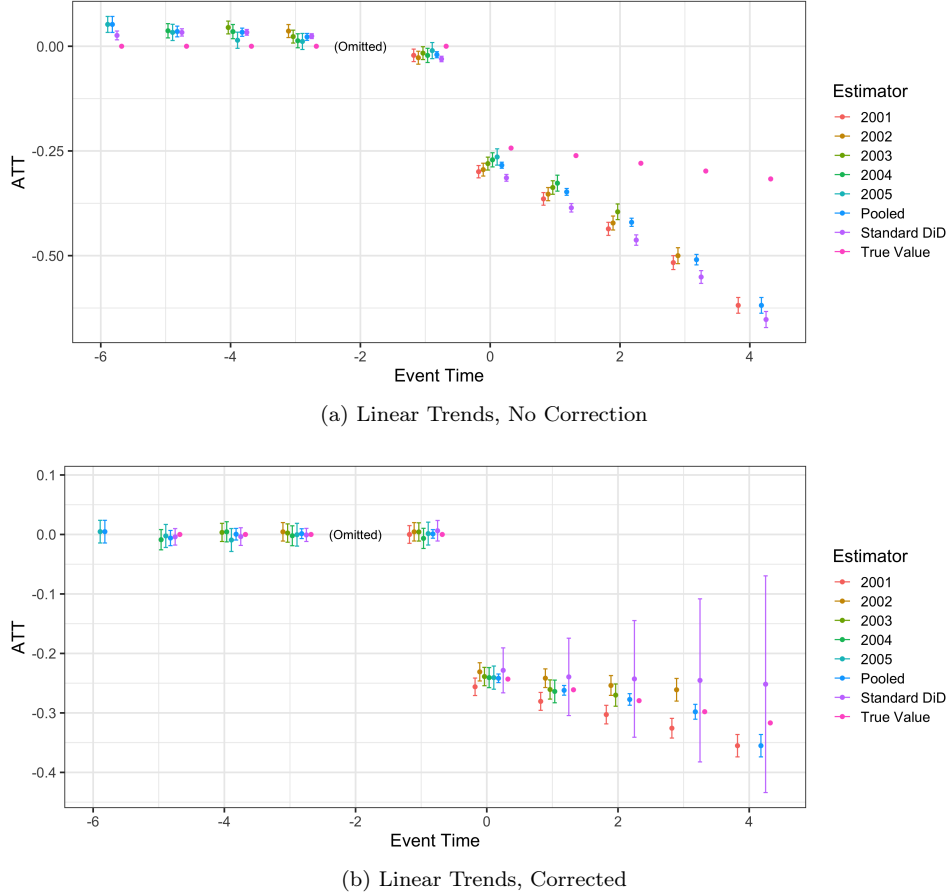 0.00
-0.25
-0.50
ATT
(Omitted)
-6
-4
-2
0
2
4
Event Time
Estimator
2001
2002
2003
2004
2005
Pooled
Standard DiD
True Value
(a) Linear Trends, No Correction
0.1
0.0
-0.1
-0.2
-0.3
-0.4
ATT
(Omitted)
-6
-4
-2
0
2
4
Event Time
Estimator
2001
2002
2003
2004
2005
Pooled
Standard DiD
True Value
(b) Linear Trends, Corrected